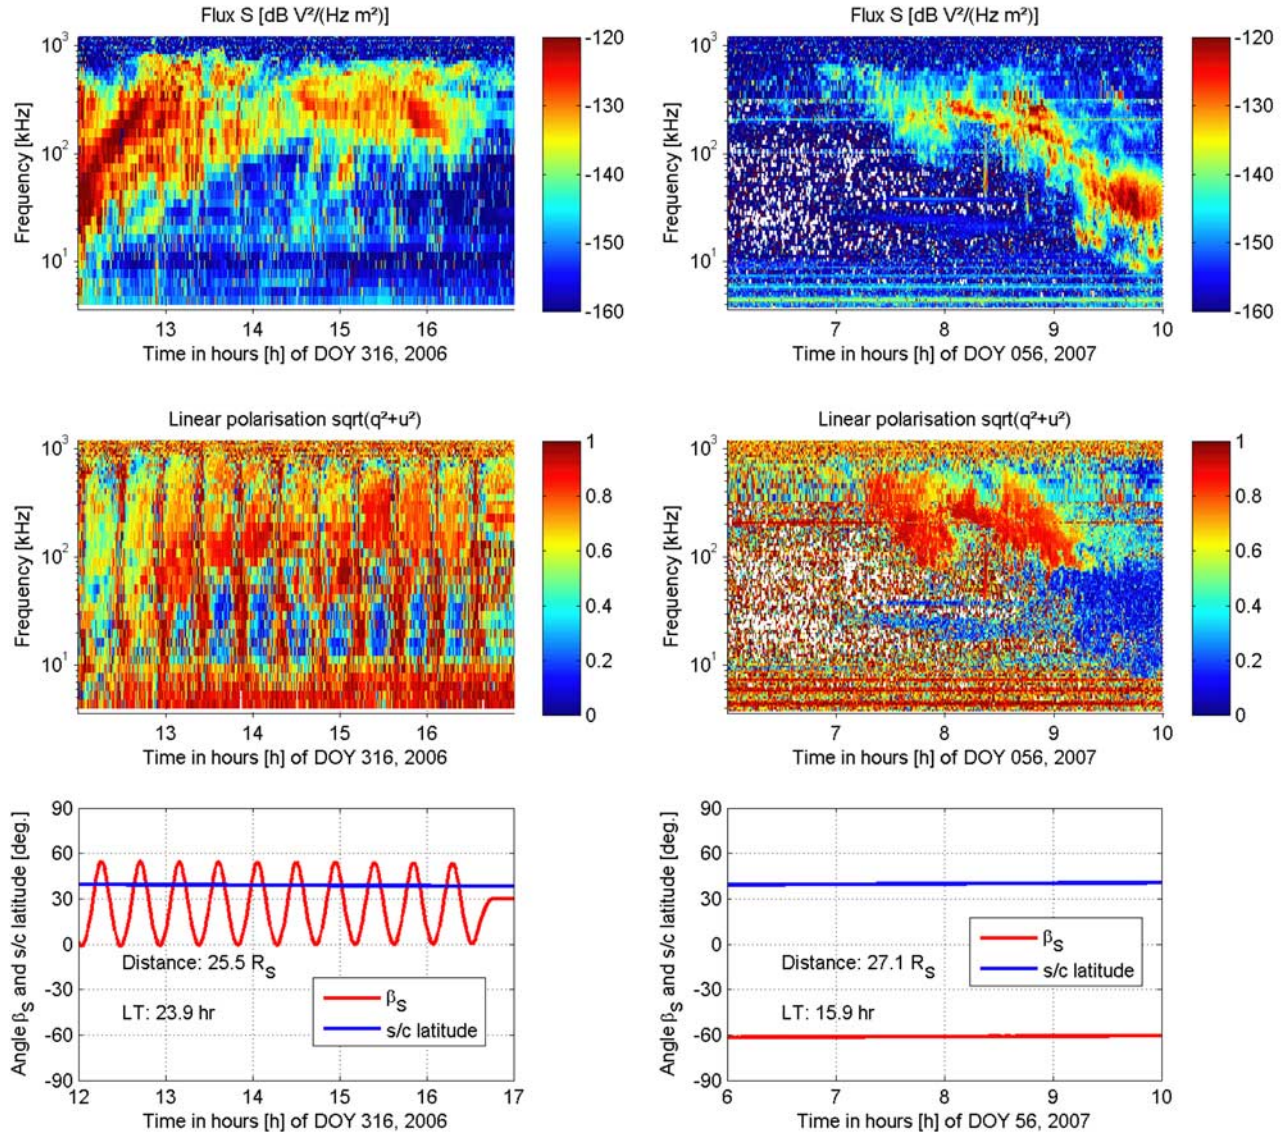 Flux S [dB V²/(Hz m²)]
10³
10²
10¹
Frequency [kHz]
13 14 15 16
Time in hours [h] of DOY 316, 2006
-120
-130
-140
-150
-160
Flux S [dB V²/(Hz m²)]
10³
10²
10¹
Frequency [kHz]
7 8 9 10
Time in hours [h] of DOY 056, 2007
-120
-130
-140
-150
-160
Linear polarisation sqrt(q²+u²)
10³
10²
10¹
Frequency [kHz]
13 14 15 16
Time in hours [h] of DOY 316, 2006
1
0.8
0.6
0.4
0.2
0
Linear polarisation sqrt(q²+u²)
10³
10²
10¹
Frequency [kHz]
7 8 9 10
Time in hours [h] of DOY 056, 2007
1
0.8
0.6
0.4
0.2
0
90
60
30
0
-30
-60
-90
Angle βS and s/c latitude [deg.]
Distance: 25.5 RS
LT: 23.9 hr
βS
s/c latitude
12 13 14 15 16 17
Time in hours [h] of DOY 316, 2006
90
60
30
0
-30
-60
-90
Angle βS and s/c latitude [deg.]
Distance: 27.1 RS
LT: 15.9 hr
βS
s/c latitude
6 7 8 9 10
Time in hours [h] of DOY 56, 2007